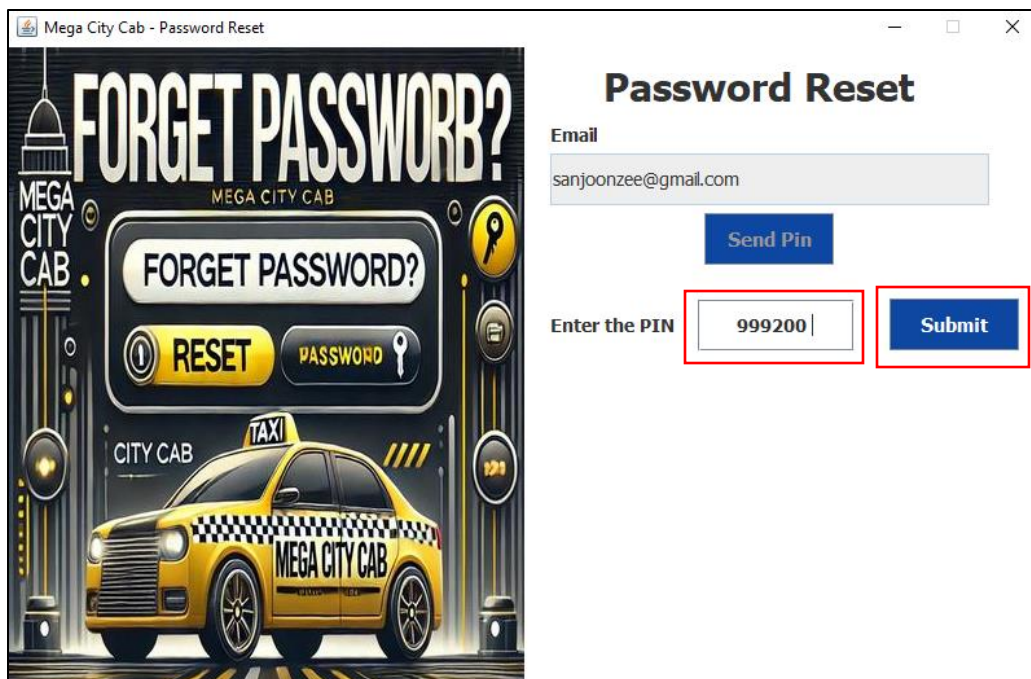 Mega City Cab - Password Reset
FORGET PASSWORB?
MEGA CITY CAB
MEGA
CITY
CAB
FORGET PASSWORD?
RESET
PASSWORD
CITY CAB
TAXI
MEGA CITY CAB
Password Reset
Email
sanjoonzee@gmail.com
Send Pin
Enter the PIN
999200
Submit